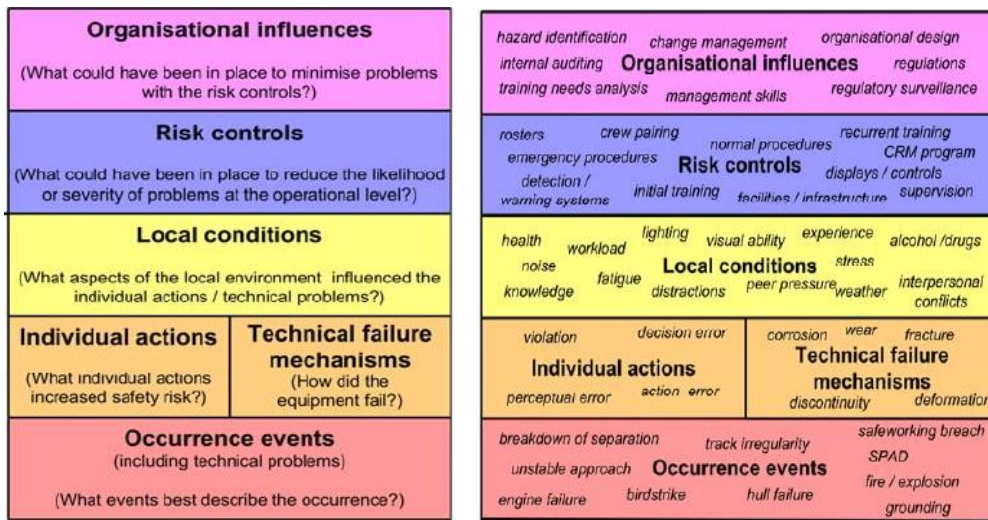 Organisational influences
(What could have been in place to minimise problems
with the risk controls?)
Risk controls
(What could have been in place to reduce the likelihood
or severity of problems at the operational level?)
Local conditions
(What aspects of the local environment influenced the
individual actions / technical problems?)
Individual actions
(What individual actions
increased safety risk?)
Technical failure
mechanisms
(How did the
equipment fail?)
Occurrence events
(including technical problems)
(What events best describe the occurrence?)
hazard identification change management organisational design
internal auditing Organisational influences regulations
training needs analysis management skills regulatory surveillance
rosters crew pairing normal procedures recurrent training
emergency procedures Risk controls CRM program
detection / displays / controls
warning systems initial training facilities / infrastructure supervision
health workload lighting visual ability experience alcohol /drugs
noise fatigue Local conditions stress
knowledge distractions peer pressure weather interpersonal
conflicts
violation decision error
Individual actions
perceptual error action error
corrosion wear fracture
Technical failure
mechanisms
discontinuity deformation
breakdown of separation track irregularity safeworking breach
unstable approach Occurrence events SPAD
engine failure birdstrike hull failure fire / explosion
grounding